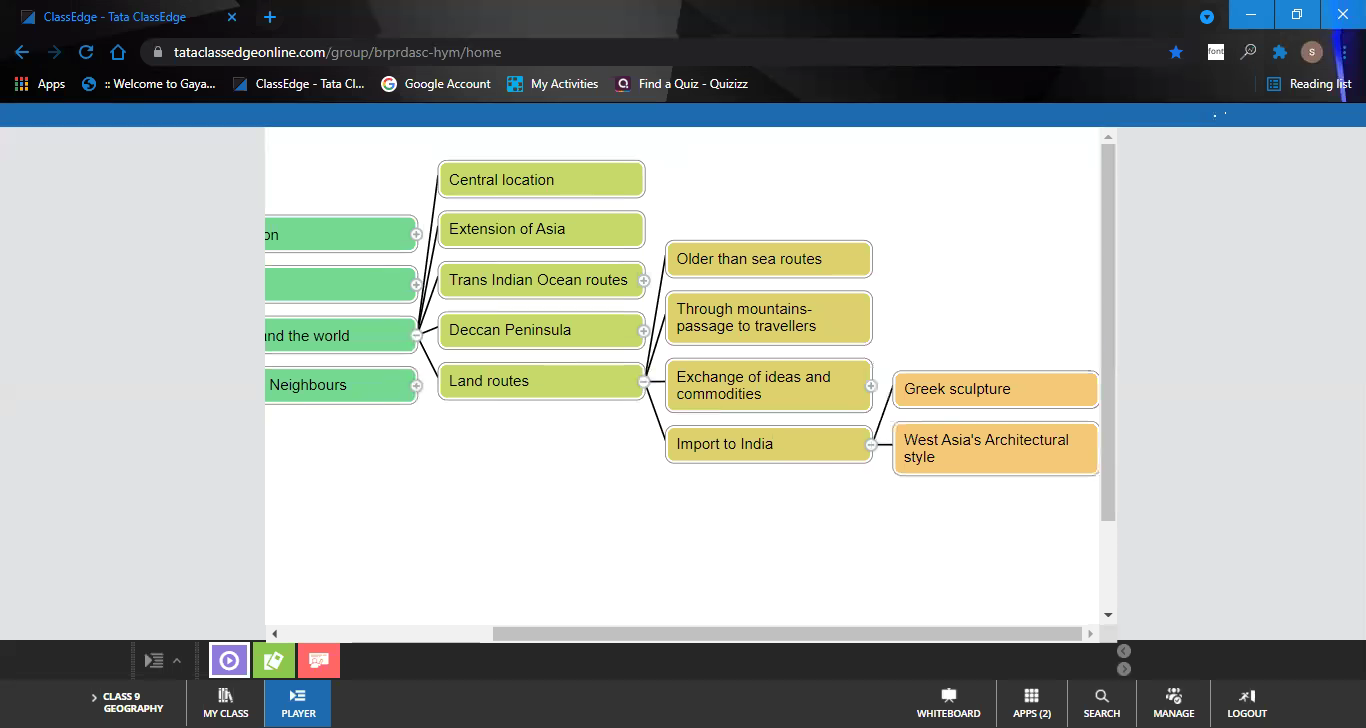 ClassEdge - Tata ClassEdge
tataclassedgeonline.com/group/brprdasc-hym/home
font
S
Apps
:: Welcome to Gaya...
ClassEdge - Tata Cl...
Google Account
My Activities
Find a Quiz - Quizizz
Reading list
Central location
on
Extension of Asia
Older than sea routes
Trans Indian Ocean routes
Through mountains-
passage to travellers
and the world
Deccan Peninsula
Neighbours
Land routes
Exchange of ideas and
commodities
Greek sculpture
Import to India
West Asia's Architectural
style
CLASS 9
GEOGRAPHY
MY CLASS
PLAYER
WHITEBOARD
APPS (2)
SEARCH
MANAGE
LOGOUT